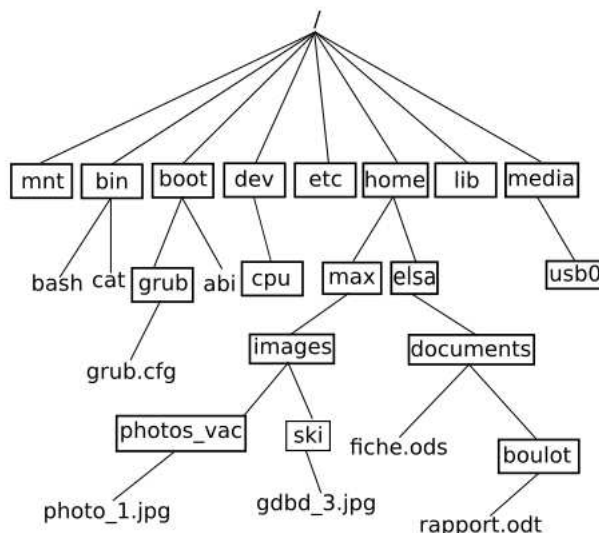 /
mnt bin boot dev etc home lib media
bash cat grub abi cpu max elsa usb0
grub.cfg images documents
photos_vac ski fiche.ods boulot
photo_1.jpg gdbd_3.jpg rapport.odt